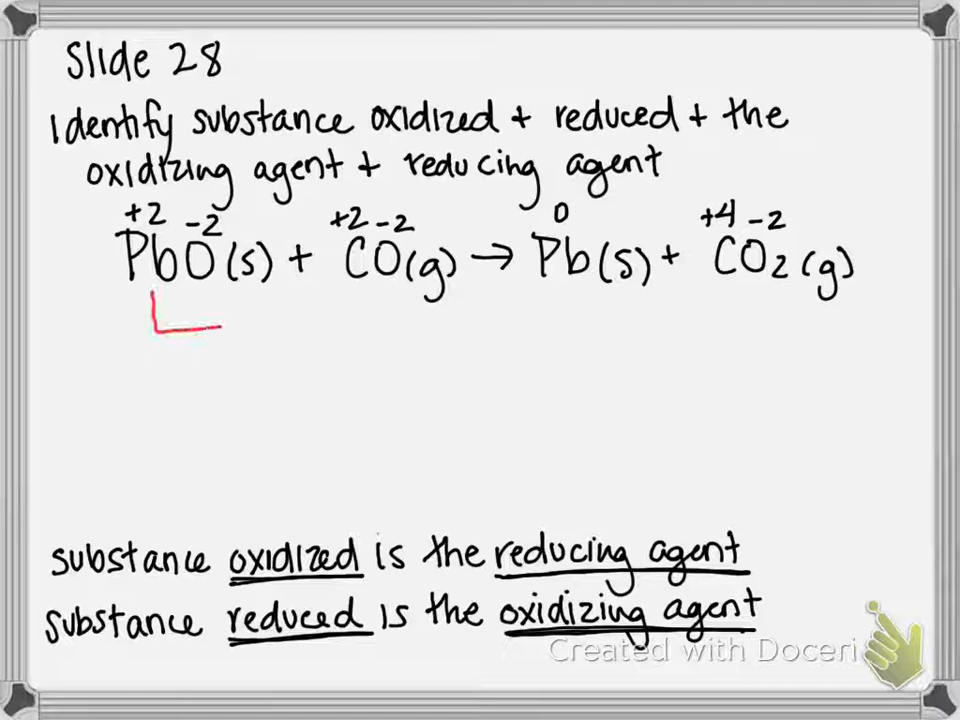 Slide 28
Identify substance oxidized + reduced + the
oxidizing agent + reducing agent
+2 -2 +2 -2 0 +4 -2
PbO(s) + CO(g) → Pb(s) + CO2(g)
substance oxidized is the reducing agent
substance reduced is the oxidizing agent
Created with Doceri